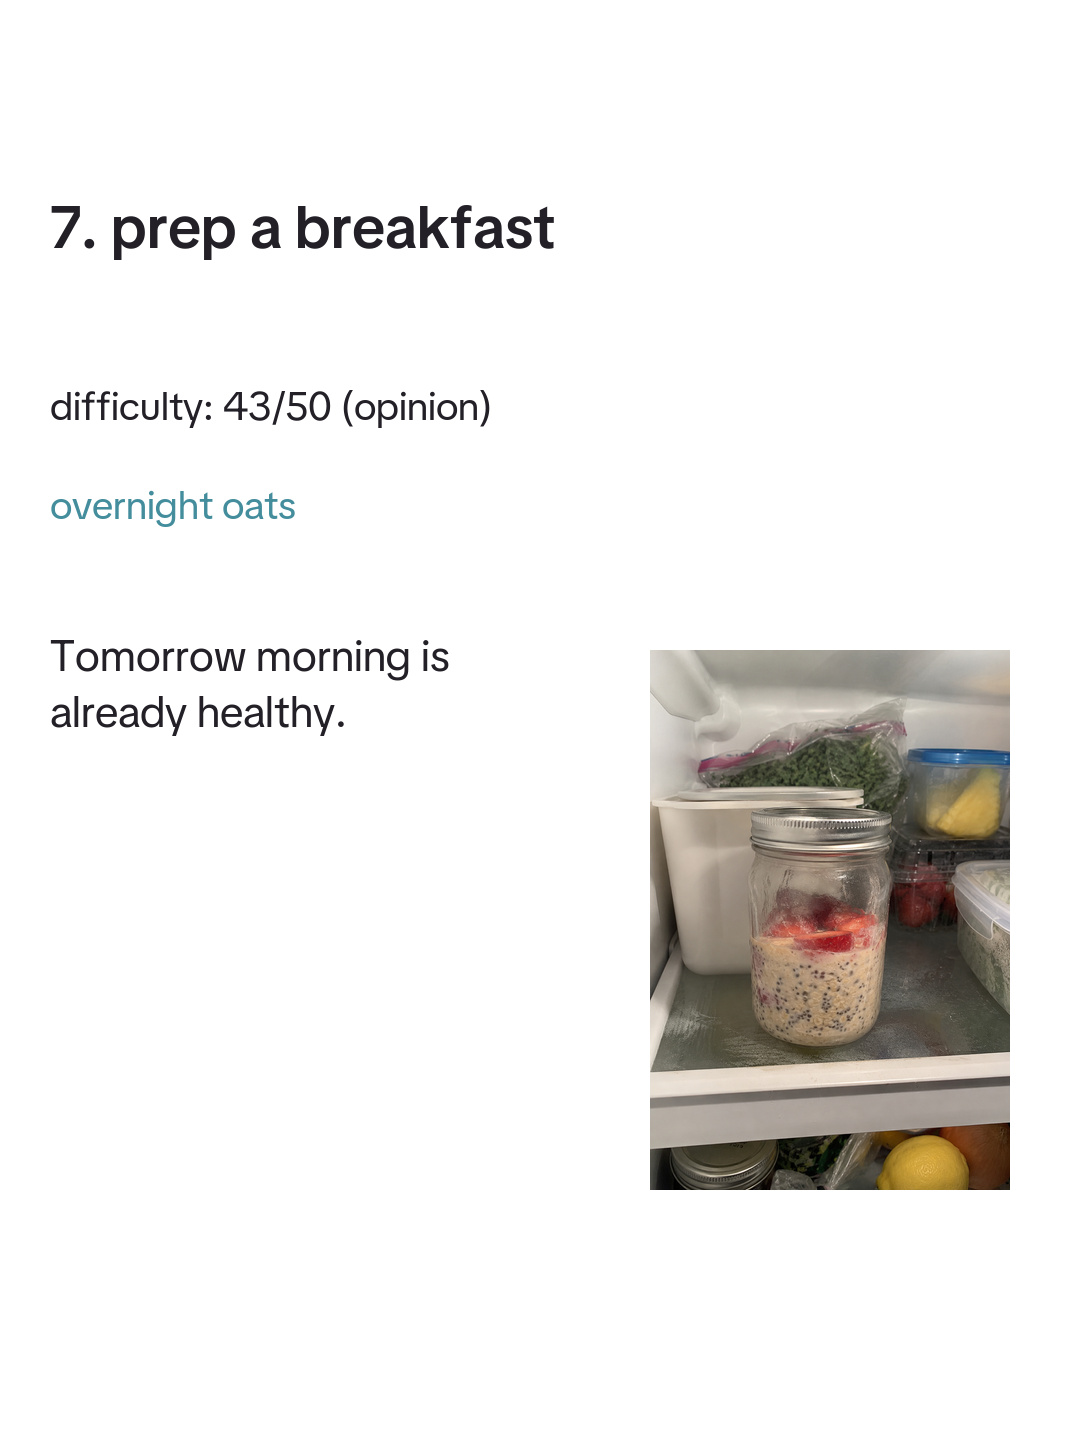 7. prep a breakfast
difficulty: 43/50 (opinion)
overnight oats
Tomorrow morning is
already healthy.